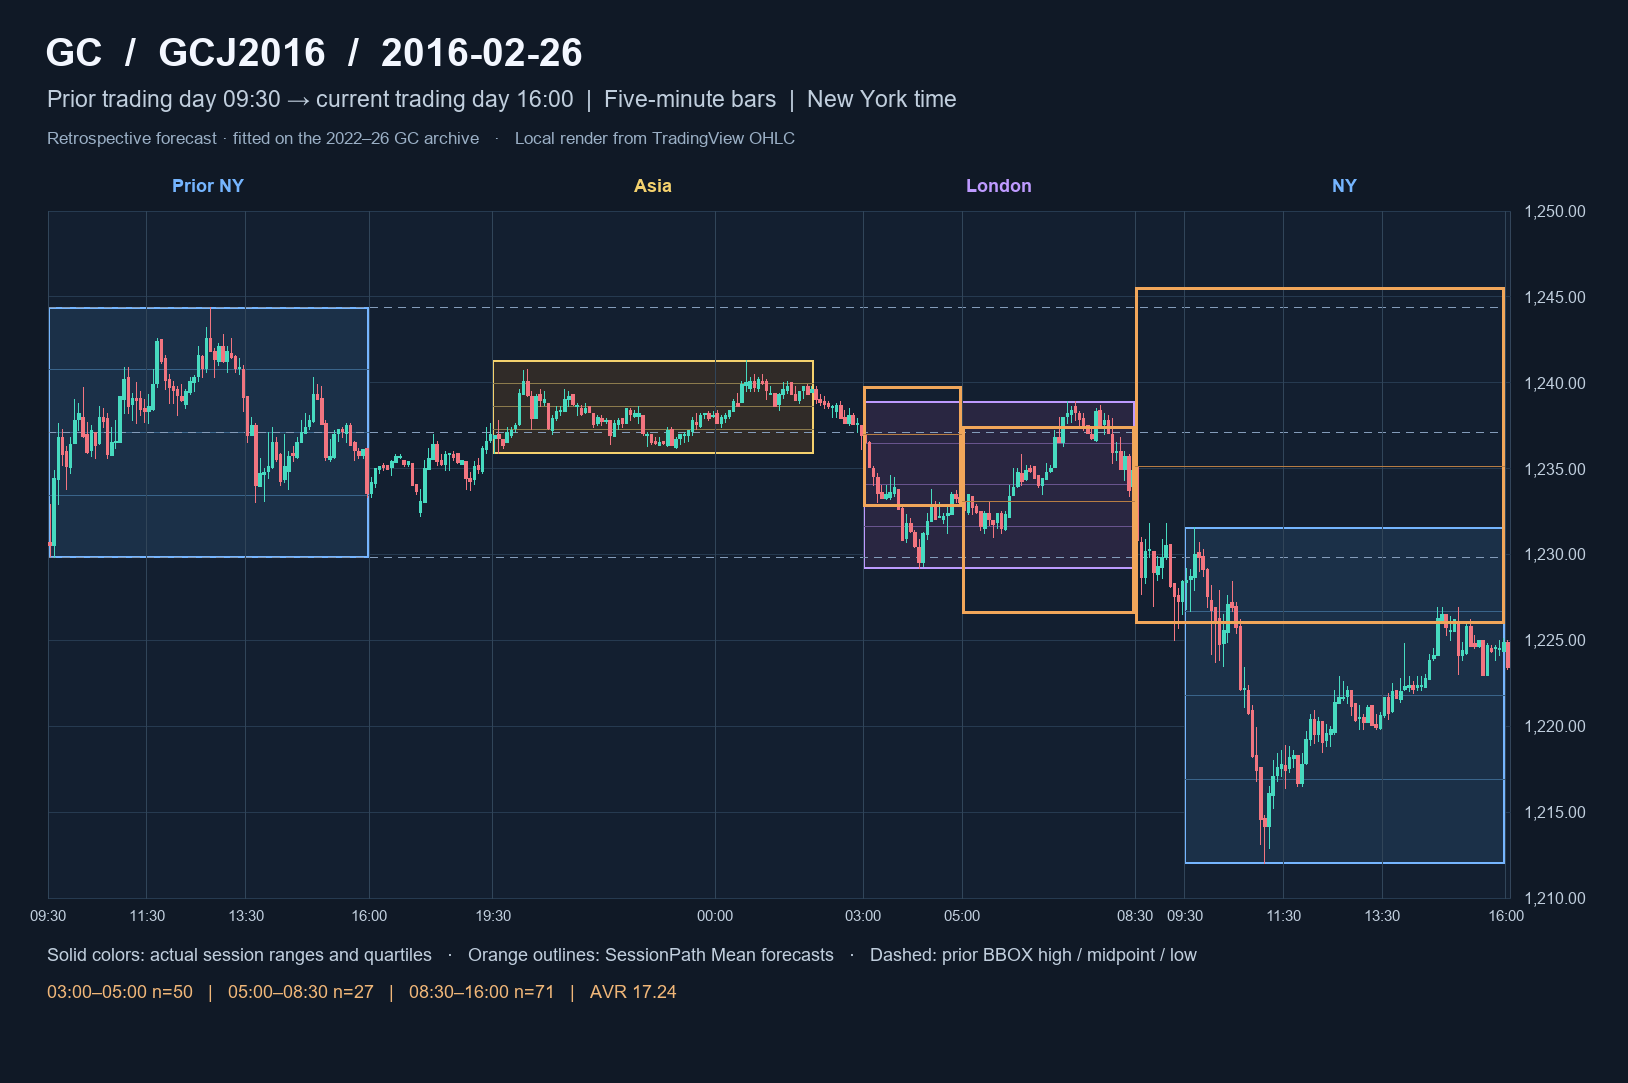 GC / GCJ2016 / 2016-02-26
Prior trading day 09:30 → current trading day 16:00 | Five-minute bars | New York time
Retrospective forecast · fitted on the 2022–26 GC archive · Local render from TradingView OHLC
Prior NY Asia London NY
1,250.00
1,245.00
1,240.00
1,235.00
1,230.00
1,225.00
1,220.00
1,215.00
1,210.00
09:30 11:30 13:30 16:00 19:30 00:00 03:00 05:00 08:30 09:30 11:30 13:30 16:00
Solid colors: actual session ranges and quartiles · Orange outlines: SessionPath Mean forecasts · Dashed: prior BBOX high / midpoint / low
03:00–05:00 n=50 | 05:00–08:30 n=27 | 08:30–16:00 n=71 | AVR 17.24